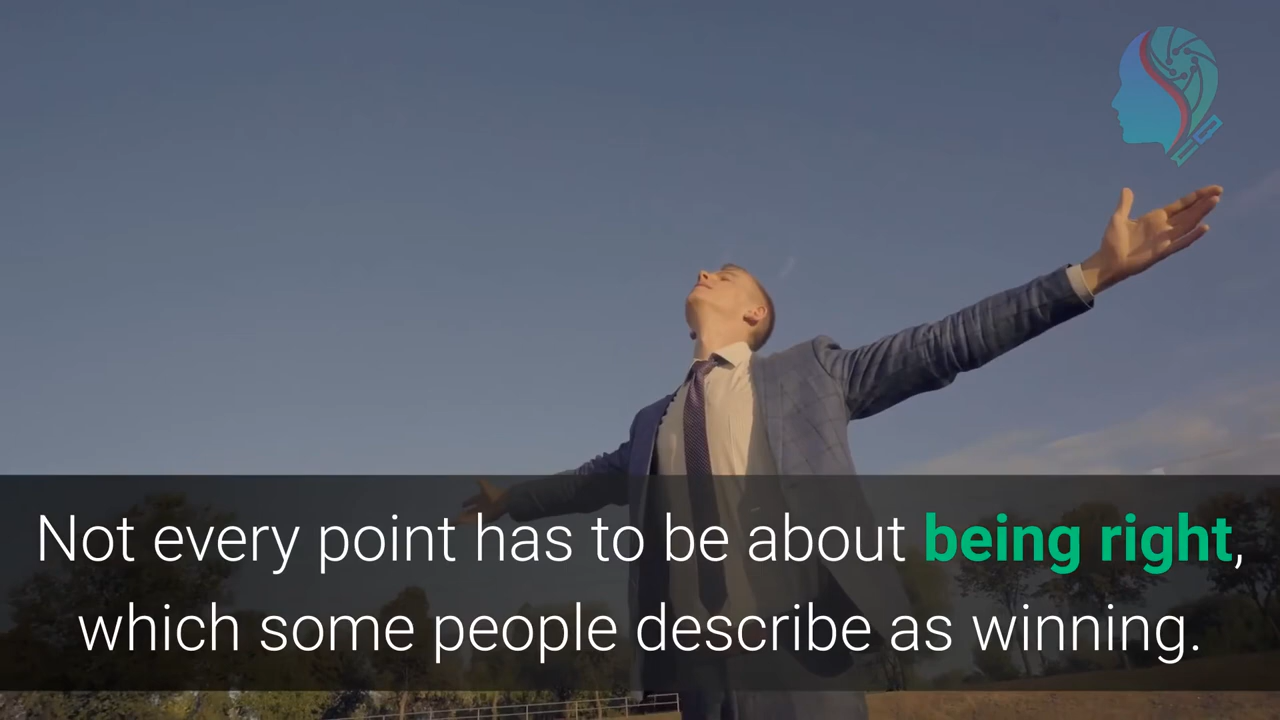 Not every point has to be about being right,
which some people describe as winning.